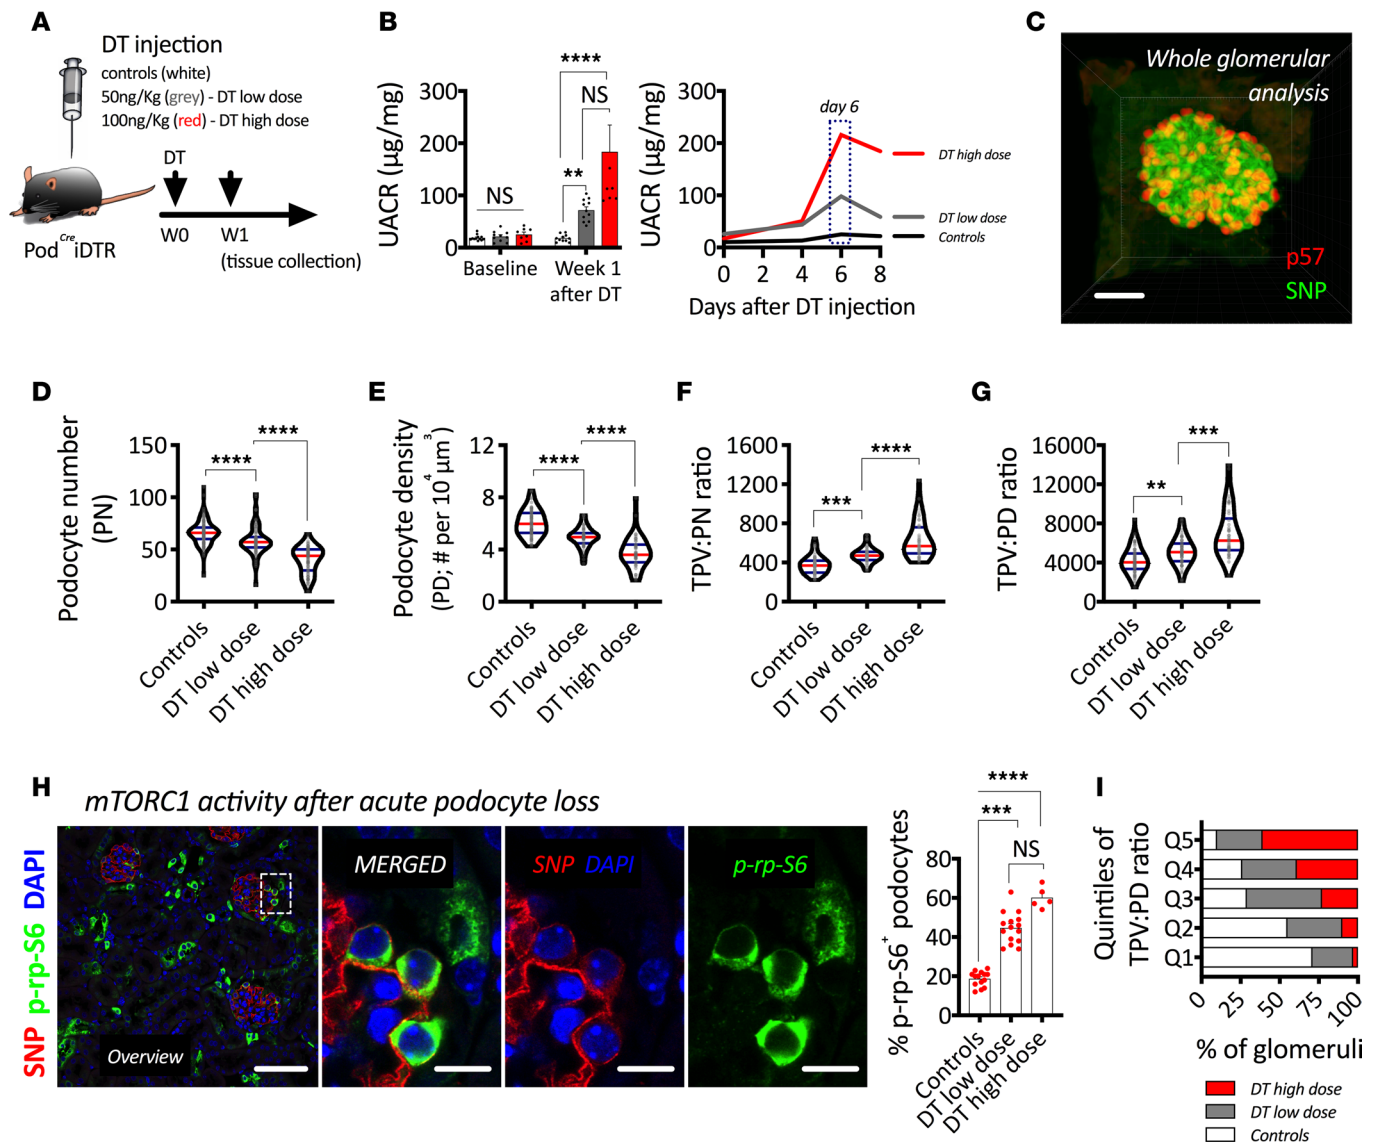 A
DT injection
controls (white)
50ng/Kg (grey) - DT low dose
100ng/Kg (red) - DT high dose
DT
W0
W1
(tissue collection)
Pod Cre iDTR
B
UACR (µg/mg)
300
200
100
0
NS
****
NS
**
Baseline
Week 1
after DT
UACR (µg/mg)
300
200
100
0
day 6
DT high dose
DT low dose
Controls
0 2 4 6 8
Days after DT injection
C
Whole glomerular
analysis
p57
SNP
D
Podocyte number
(PN)
150
100
50
0
****
****
Controls
DT low dose
DT high dose
E
Podocyte density
(PD; # per 10⁴ µm³)
12
8
4
0
****
****
Controls
DT low dose
DT high dose
F
TPV:PN ratio
1600
1200
800
400
0
***
****
Controls
DT low dose
DT high dose
G
TPV:PD ratio
16000
12000
8000
4000
0
**
***
Controls
DT low dose
DT high dose
H
mTORC1 activity after acute podocyte loss
SNP p-rp-S6 DAPI
Overview
MERGED
SNP DAPI
p-rp-S6
% p-rp-S6⁺ podocytes
80
60
40
20
0
****
***
NS
Controls
DT low dose
DT high dose
I
Quintiles of
TPV:PD ratio
Q5
Q4
Q3
Q2
Q1
0 25 50 75 100
% of glomeruli
DT high dose
DT low dose
Controls